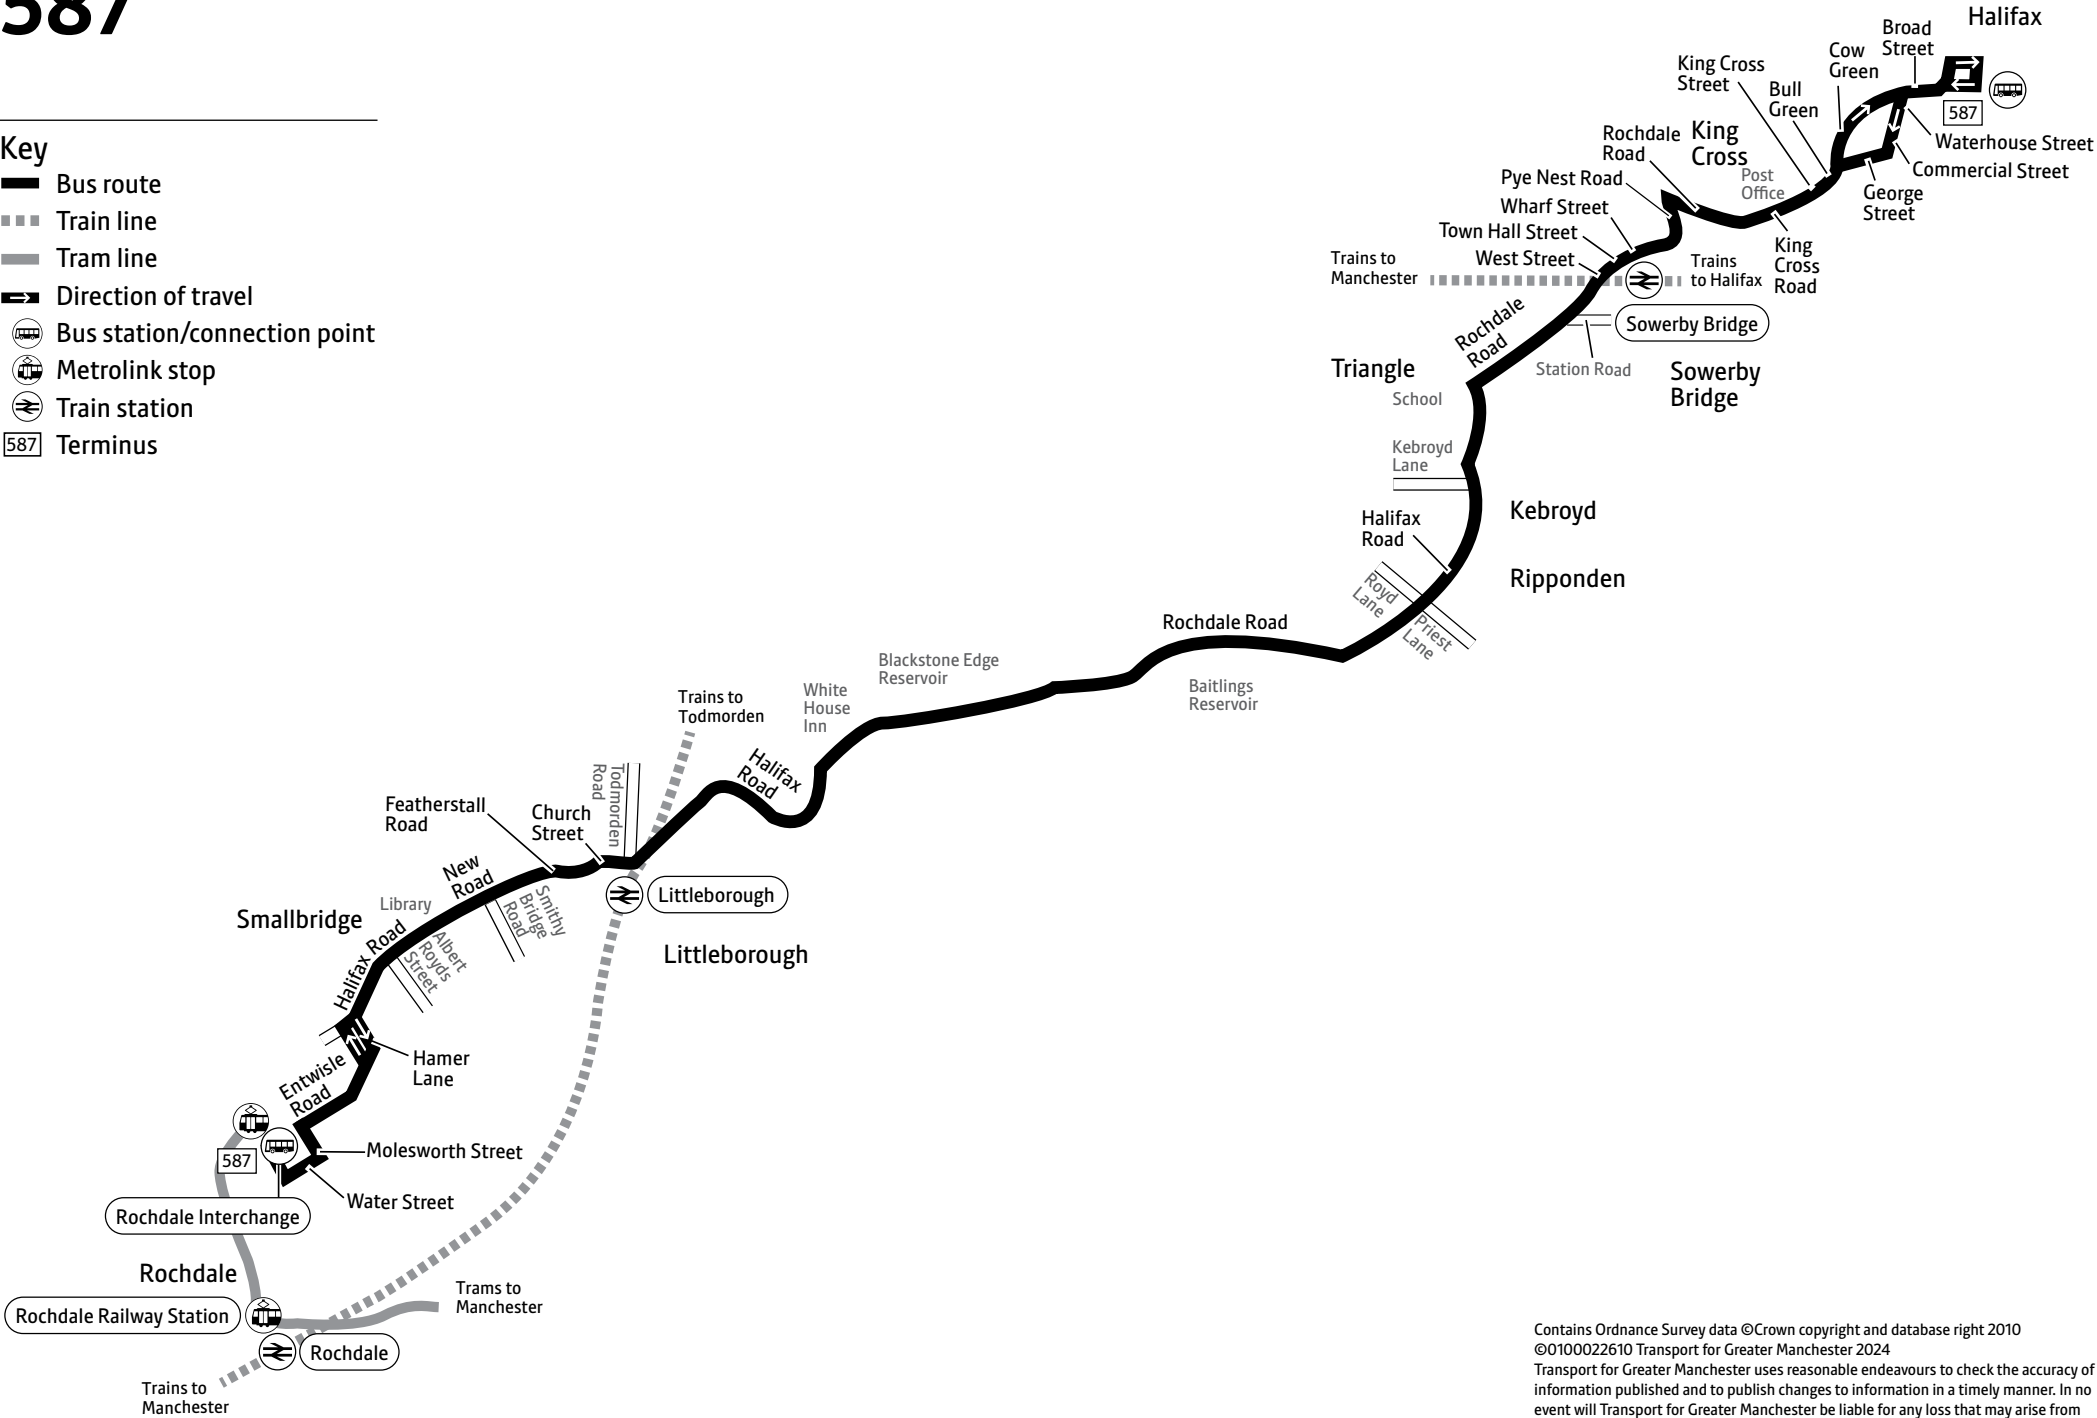 587
Key
Bus route
Train line
Tram line
Direction of travel
Bus station/connection point
Metrolink stop
Train station
587 Terminus
Halifax
Broad
Street
Cow
Green
King Cross
Street
Bull
Green
587
Waterhouse Street
Commercial Street
George
Street
Rochdale
Road
King
Cross
Post
Office
Pye Nest Road
Wharf Street
Town Hall Street
West Street
King
Cross
Road
Trains to
Manchester
Trains
to Halifax
Sowerby Bridge
Rochdale
Road
Station Road
Sowerby
Bridge
Triangle
School
Kebroyd
Lane
Kebroyd
Halifax
Road
Ripponden
Royd
Lane
Priest
Lane
Rochdale Road
Baitlings
Reservoir
Blackstone Edge
Reservoir
White
House
Inn
Trains to
Todmorden
Halifax
Road
Todmorden
Road
Church
Street
Featherstall
Road
Littleborough
Littleborough
New
Road
Smithy
Bridge
Road
Library
Smallbridge
Albert
Royds
Street
Halifax Road
Hamer
Lane
Entwisle
Road
Molesworth Street
587
Water Street
Rochdale Interchange
Rochdale
Rochdale Railway Station
Trams to
Manchester
Rochdale
Trains to
Manchester
Contains Ordnance Survey data ©Crown copyright and database right 2010
©0100022610 Transport for Greater Manchester 2024
Transport for Greater Manchester uses reasonable endeavours to check the accuracy of
information published and to publish changes to information in a timely manner. In no
event will Transport for Greater Manchester be liable for any loss that may arise from